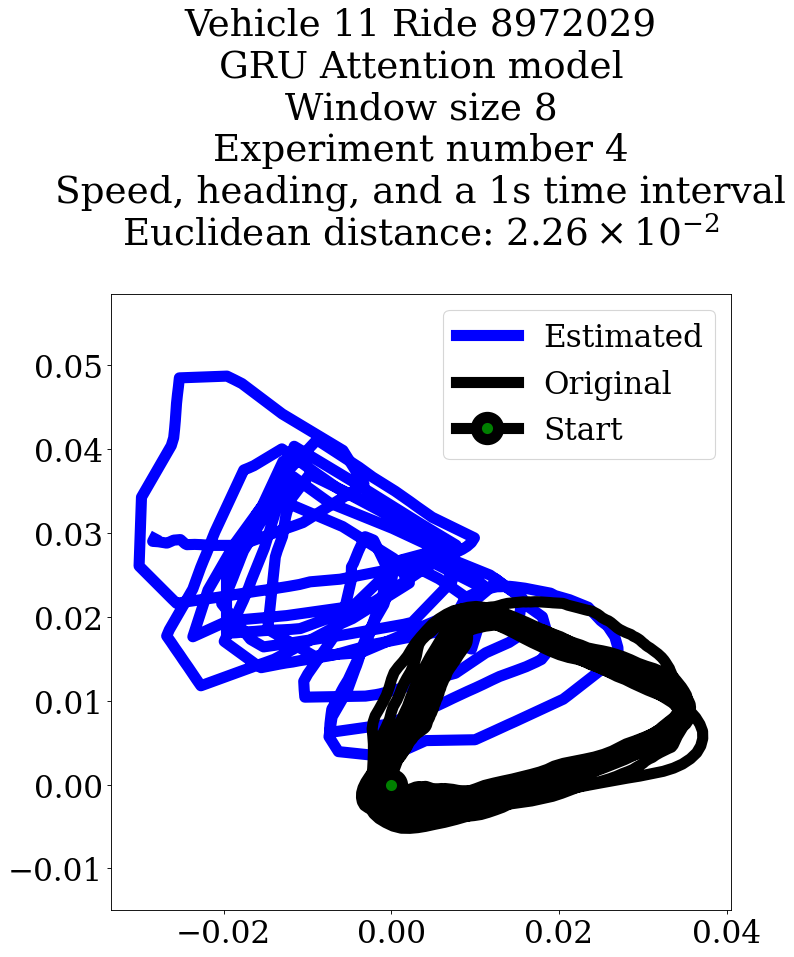 Vehicle 11 Ride 8972029
GRU Attention model
Window size 8
Experiment number 4
Speed, heading, and a 1s time interval
Euclidean distance: 2.26 × 10⁻²
Estimated
Original
Start
0.05
0.04
0.03
0.02
0.01
0.00
−0.01
−0.02
0.00
0.02
0.04